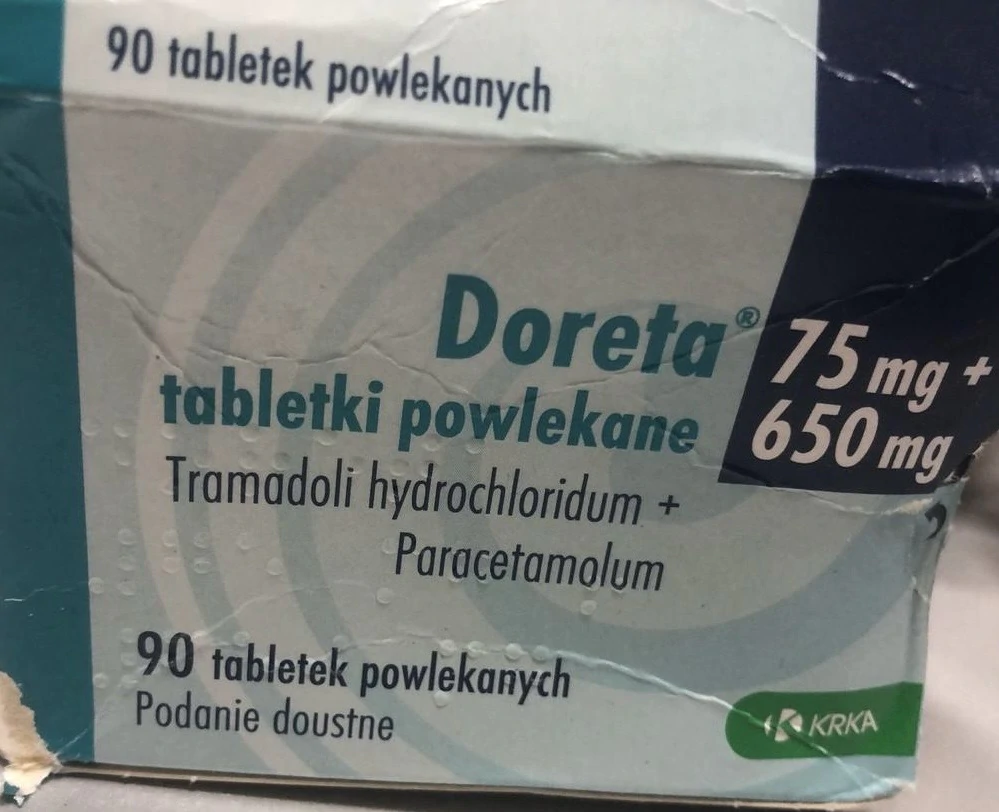 90 tabletek powlekanych
Doreta® 75 mg +
tabletki powlekane 650 mg
Tramadoli hydrochloridum +
Paracetamolum
90 tabletek powlekanych
Podanie doustne
KRKA